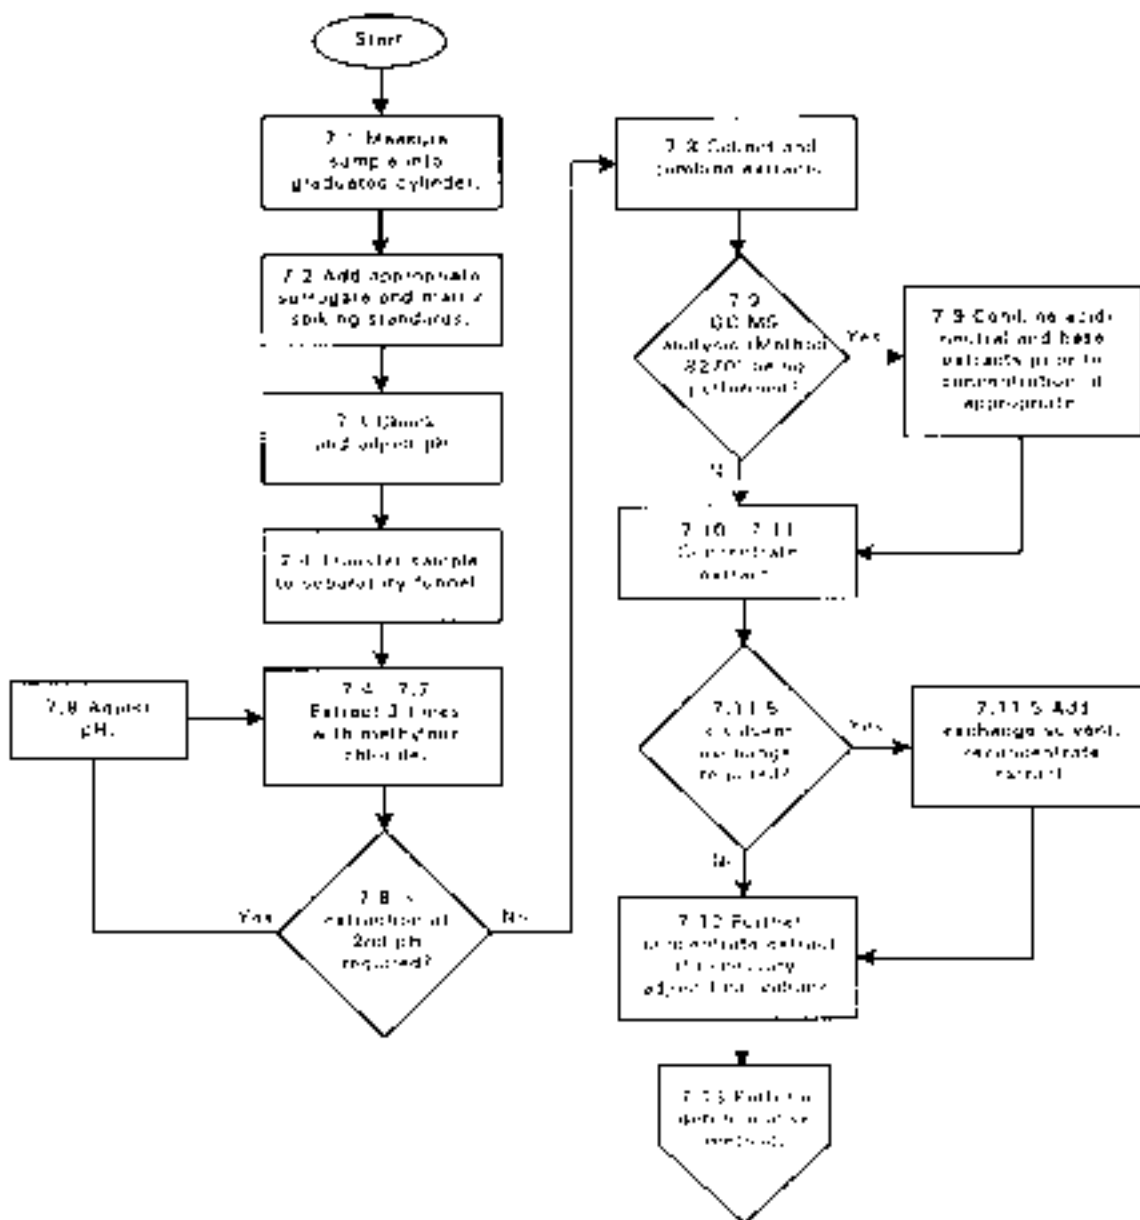 Start
7.1 Measure
sample into
graduated cylinder.
7.2 Add appropriate
surrogate and matrix
spiking standards.
7.3 Check
and adjust pH
7.4 Transfer sample
to separatory funnel
7.4 7.7
Extract 3 times
with methylene
chloride.
7.8 Adjust
pH.
7.8 Is
extraction at
2nd pH
required?
Yes
No
7.8 Collect and
combine extracts.
7.9
GC MS
analysis (Method
8270) being
performed?
Yes
7.9 Combine acid/
neutral and base
extracts prior to
concentration if
appropriate
7.10 7.11
Concentrate
extract
7.11.5
Is solvent
exchange
required?
Yes
7.11.5 Add
exchange solvent,
reconcentrate
extract
No
7.12 Further
concentrate extract
if necessary
adjust final volume
7.13
method.